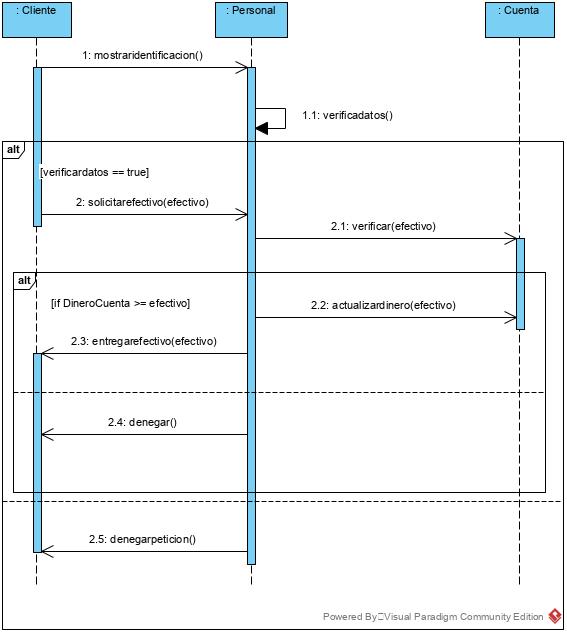 : Cliente
: Personal
: Cuenta
1: mostraridentificacion()
1.1: verificadatos()
alt
[verificardatos == true]
2: solicitarefectivo(efectivo)
2.1: verificar(efectivo)
alt
[if DineroCuenta >= efectivo]
2.2: actualizardinero(efectivo)
2.3: entregarefectivo(efectivo)
2.4: denegar()
2.5: denegarpeticion()
Powered By Visual Paradigm Community Edition